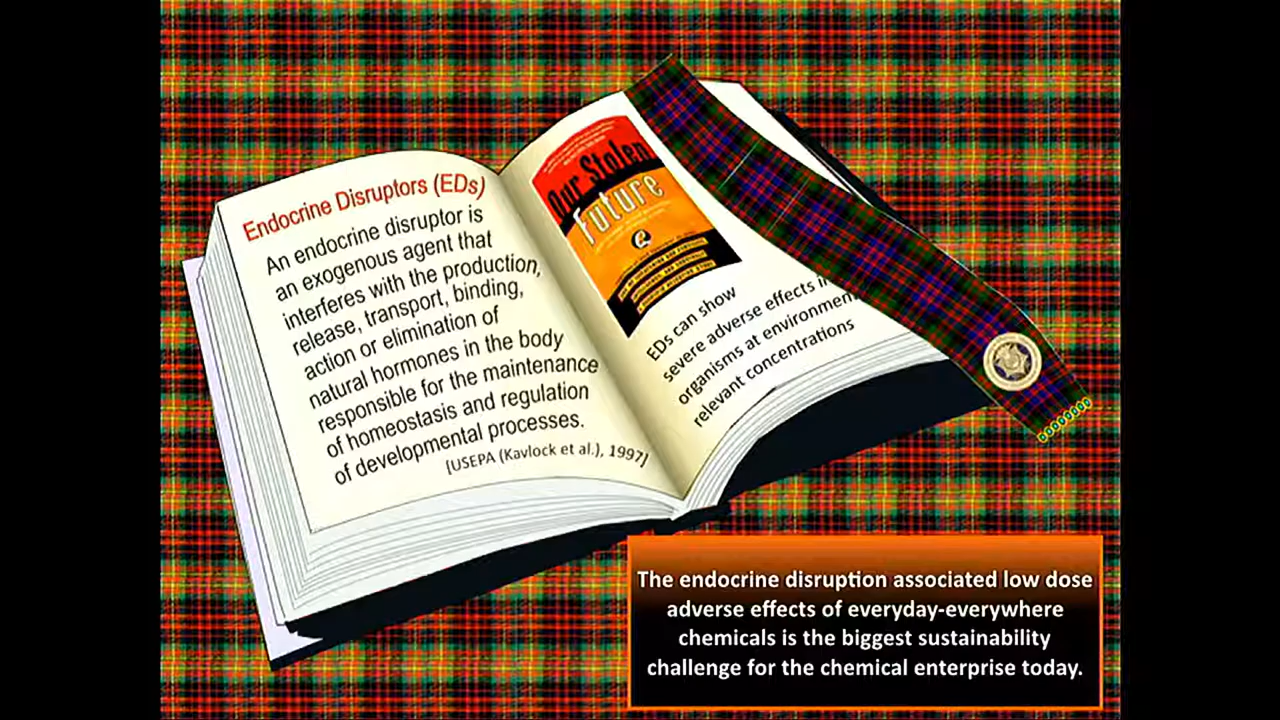 Endocrine Disruptors (EDs)
An endocrine disruptor is
an exogenous agent that
interferes with the production,
release, transport, binding,
action or elimination of
natural hormones in the body
responsible for the maintenance
of homeostasis and regulation
of developmental processes.
[USEPA (Kavlock et al.), 1997]
Our Stolen
Future
EDs can show
severe adverse effects
organisms at
relevant concentrations
The endocrine disruption associated low dose
adverse effects of everyday-everywhere
chemicals is the biggest sustainability
challenge for the chemical enterprise today.